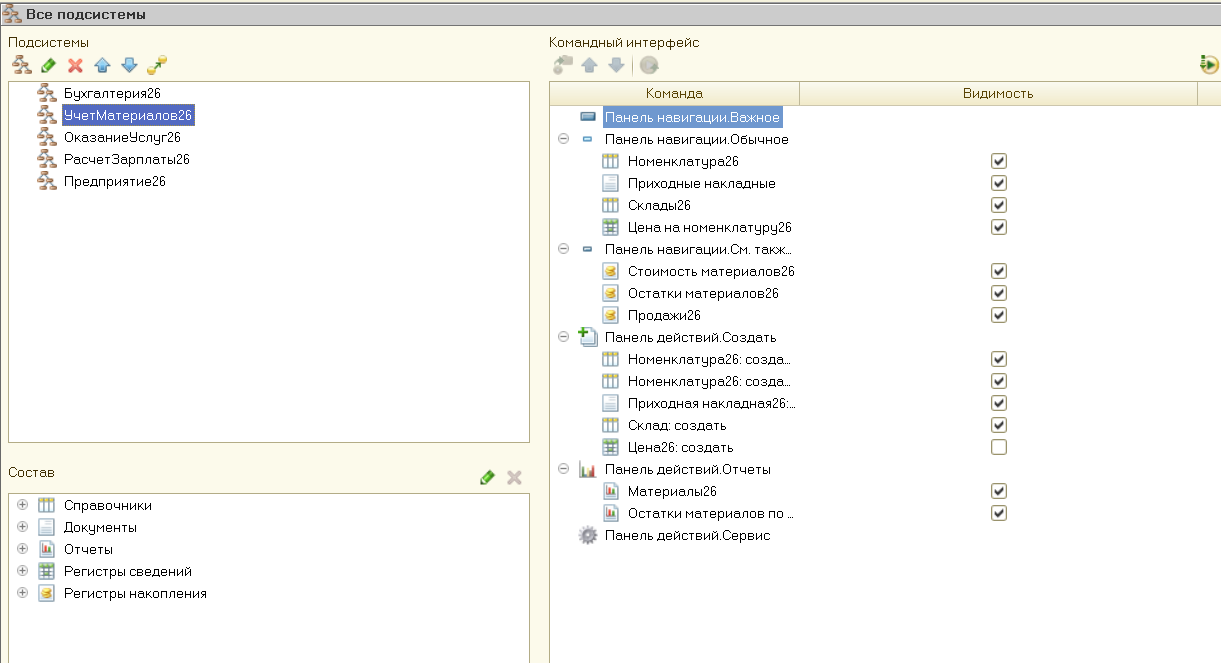 Все подсистемы
Подсистемы
Бухгалтерия26
УчетМатериалов26
ОказаниеУслуг26
РасчетЗарплаты26
Предприятие26
Состав
Справочники
Документы
Отчеты
Регистры сведений
Регистры накопления
Командный интерфейс
Команда Видимость
Панель навигации.Важное
Панель навигации.Обычное
Номенклатура26
Приходные накладные
Склады26
Цена на номенклатуру26
Панель навигации.См. такж...
Стоимость материалов26
Остатки материалов26
Продажи26
Панель действий.Создать
Номенклатура26: созда...
Номенклатура26: созда...
Приходная накладная26:...
Склад: создать
Цена26: создать
Панель действий.Отчеты
Материалы26
Остатки материалов по ...
Панель действий.Сервис